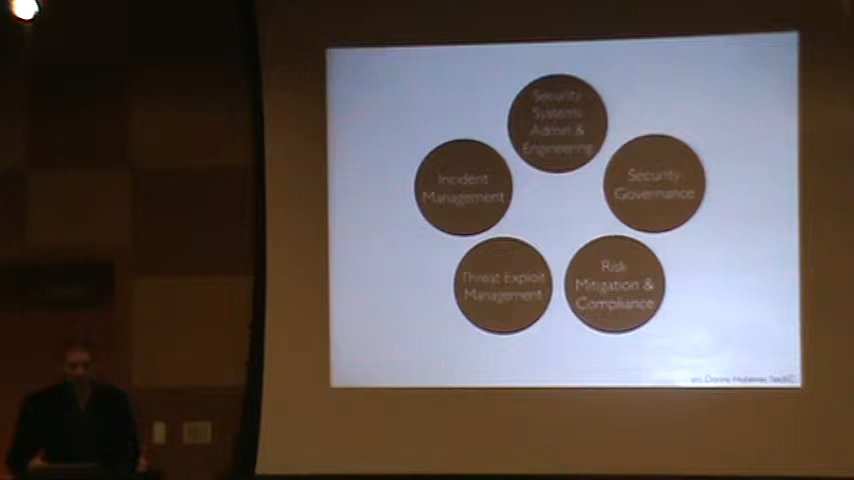 Security
Systems
Admin &
Engineering
Incident
Management
Security
Governance
Threat Exploit
Management
Risk
Mitigation &
Compliance